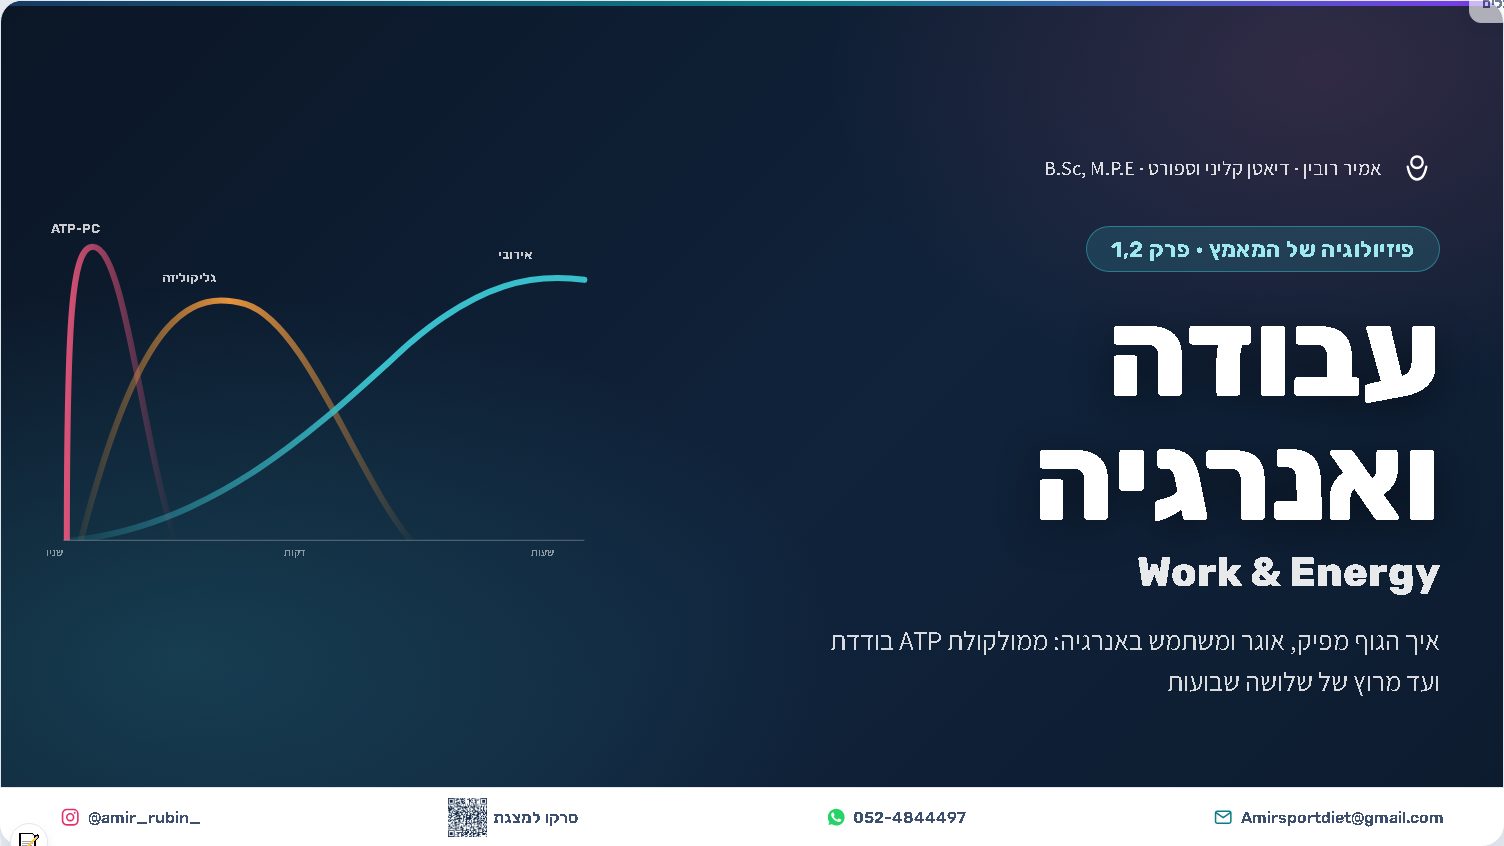 אמיר רובין · דיאטן קליני וספורט · B.Sc, M.P.E
פיזיולוגיה של המאמץ • פרק 1,2
עבודה
ואנרגיה
Work & Energy
איך הגוף מפיק, אוגר ומשתמש באנרגיה: ממולקולת ATP בודדת
ועד מרוץ של שלושה שבועות
ATP-PC
גליקוליזה
אירובי
שניו
דקות
שעות
Amirsportdiet@gmail.com
052-4844497
סרקו למצגת
@amir_rubin_